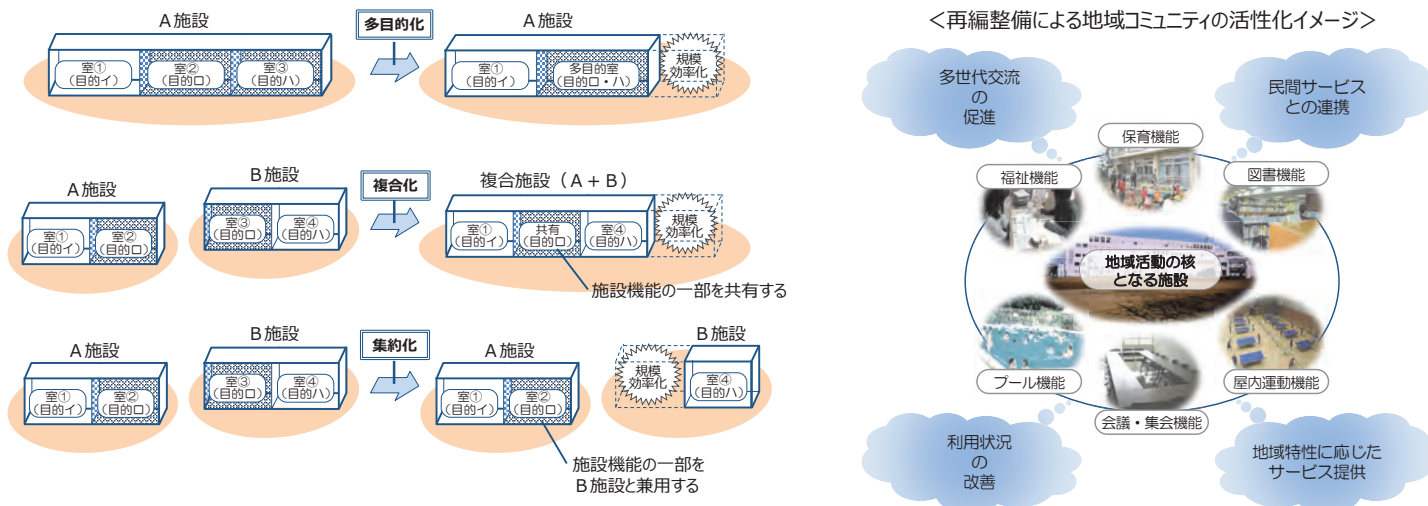 A施設
多目的化
A施設
室①
(目的イ)
室②
(目的ロ)
室③
(目的ハ)
室①
(目的イ)
多目的室
(目的ロ・ハ)
規模
効率化
A施設
B施設
複合化
複合施設(A+B)
室①
(目的イ)
室②
(目的ロ)
室③
(目的ロ)
室④
(目的ハ)
室①
(目的イ)
共有
(目的ロ)
室④
(目的ハ)
規模
効率化
施設機能の一部を共有する
A施設
B施設
集約化
A施設
B施設
室①
(目的イ)
室②
(目的ロ)
室③
(目的ロ)
室④
(目的ハ)
室①
(目的イ)
室②
(目的ロ)
規模
効率化
室④
(目的ハ)
施設機能の一部を
B施設と兼用する
<再編整備による地域コミュニティの活性化イメージ>
多世代交流
の
促進
民間サービス
との連携
保育機能
福祉機能
図書機能
地域活動の核
となる施設
プール機能
屋内運動機能
会議・集会機能
利用状況
の
改善
地域特性に応じた
サービス提供